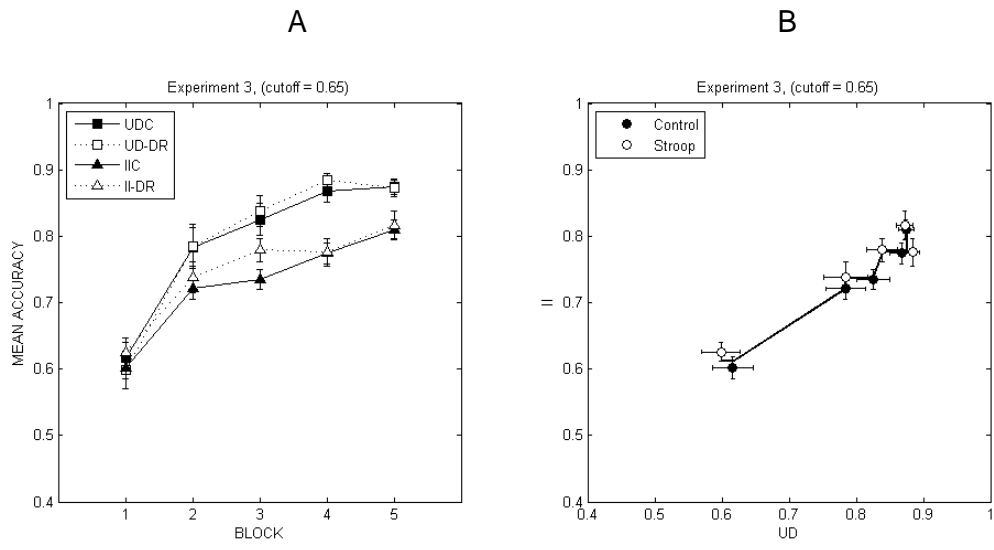 A
B
Experiment 3, (cutoff = 0.65)
UDC
UD-DR
IIC
II-DR
1
0.9
0.8
0.7
0.6
0.5
0.4
MEAN ACCURACY
1 2 3 4 5
BLOCK
Experiment 3, (cutoff = 0.65)
Control
Stroop
1
0.9
0.8
0.7
0.6
0.5
0.4
II
0.4 0.5 0.6 0.7 0.8 0.9 1
UD